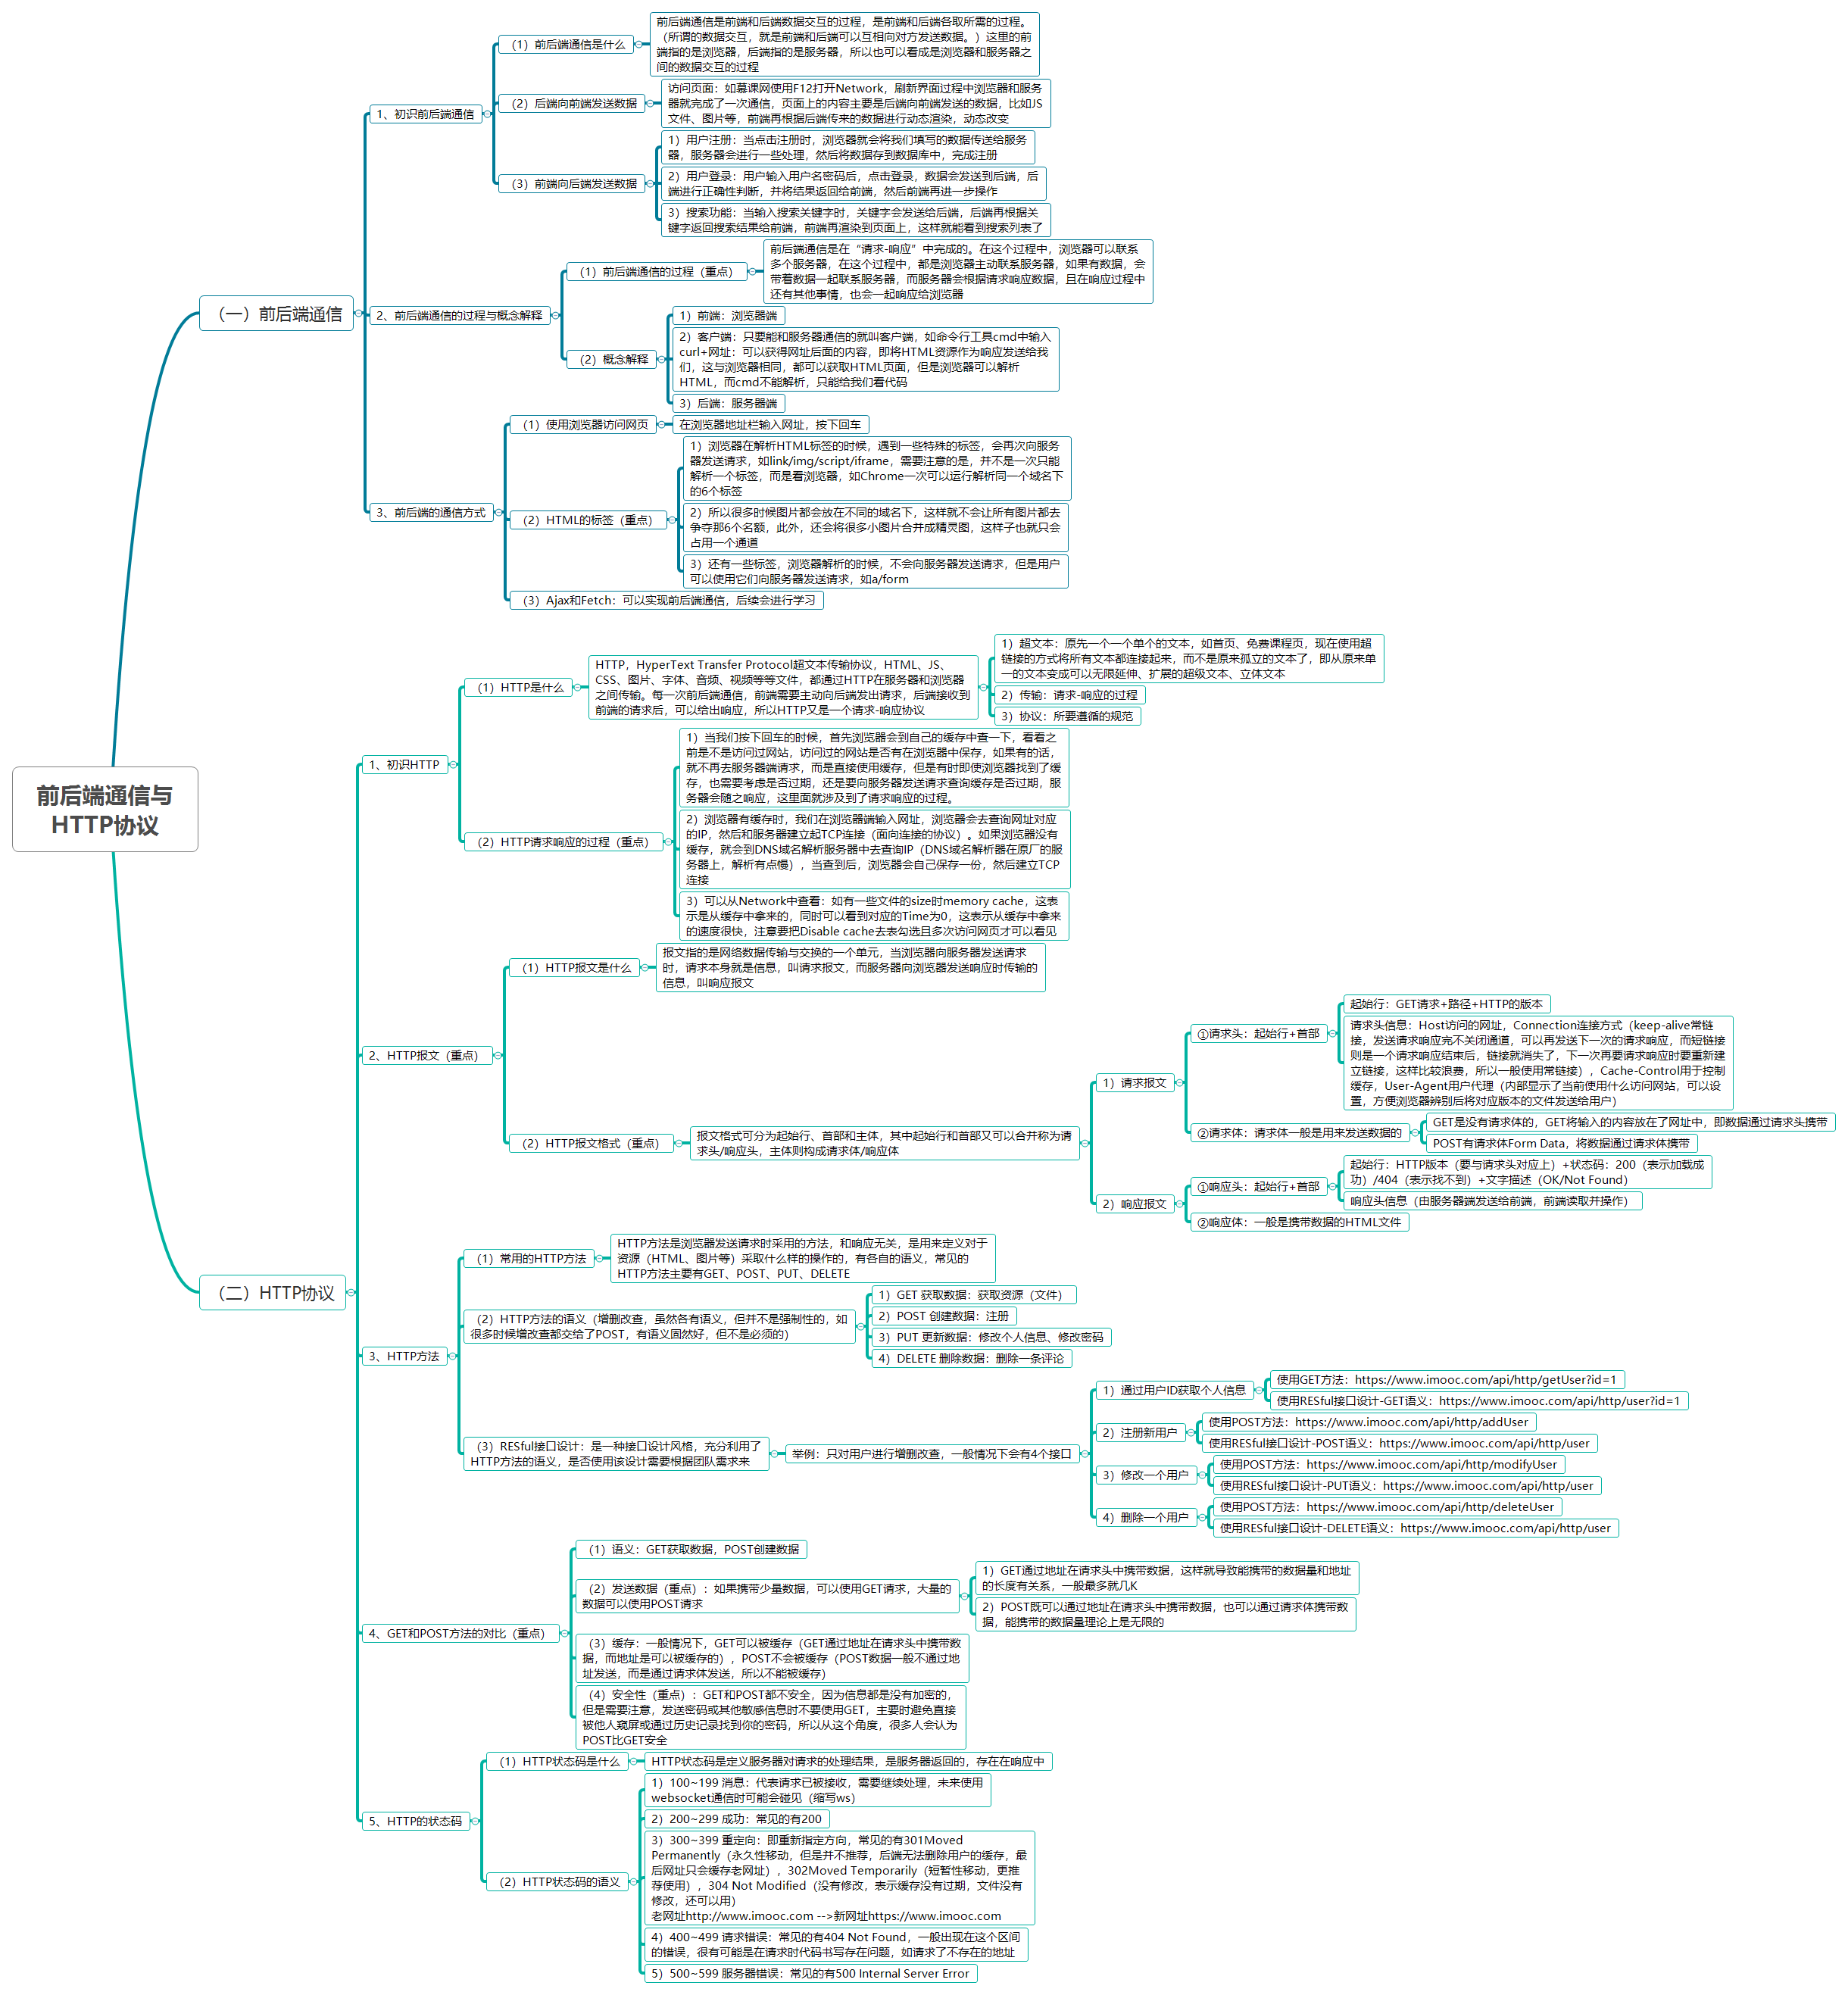 前后端通信与
HTTP协议
（一）前后端通信
1、初识前后端通信
（1）前后端通信是什么
前后端通信是前端和后端数据交互的过程，是前端和后端各取所需的过程。
（所谓的数据交互，就是前端和后端可以互相向对方发送数据。）这里的前
端指的是浏览器，后端指的是服务器，所以也可以看成是浏览器和服务器之
间的数据交互的过程
（2）后端向前端发送数据
访问页面：如慕课网使用F12打开Network，刷新界面过程中浏览器和服务
器就完成了一次通信，页面上的内容主要是后端向前端发送的数据，比如JS
文件、图片等，前端再根据后端传来的数据进行动态渲染，动态改变
（3）前端向后端发送数据
1）用户注册：当点击注册时，浏览器就会将我们填写的数据传送给服务
器，服务器会进行一些处理，然后将数据存到数据库中，完成注册
2）用户登录：用户输入用户名密码后，点击登录，数据会发送到后端，后
端进行正确性判断，并将结果返回给前端，然后前端再进一步操作
3）搜索功能：当输入搜索关键字时，关键字会发送给后端，后端再根据关
键字返回搜索结果给前端，前端再渲染到页面上，这样就能看到搜索列表了
2、前后端通信的过程与概念解释
（1）前后端通信的过程（重点）
前后端通信是在“请求-响应”中完成的。在这个过程中，浏览器可以联系
多个服务器，在这个过程中，都是浏览器主动联系服务器，如果有数据，会
带着数据一起联系服务器，而服务器会根据请求响应数据，且在响应过程中
还有其他事情，也会一起响应给浏览器
（2）概念解释
1）前端：浏览器端
2）客户端：只要能和服务器通信的就叫客户端，如命令行工具cmd中输入
curl+网址：可以获得网址后面的内容，即将HTML资源作为响应发送给我
们，这与浏览器相同，都可以获取HTML页面，但是浏览器可以解析
HTML，而cmd不能解析，只能给我们看代码
3）后端：服务器端
3、前后端的通信方式
（1）使用浏览器访问网页
在浏览器地址栏输入网址，按下回车
（2）HTML的标签（重点）
1）浏览器在解析HTML标签的时候，遇到一些特殊的标签，会再次向服务
器发送请求，如link/img/script/iframe，需要注意的是，并不是一次只能
解析一个标签，而是看浏览器，如Chrome一次可以运行解析同一个域名下
的6个标签
2）所以很多时候图片都会放在不同的域名下，这样就不会让所有图片都去
争夺那6个名额，此外，还会将很多小图片合并成精灵图，这样子也就只会
占用一个通道
3）还有一些标签，浏览器解析的时候，不会向服务器发送请求，但是用户
可以使用它们向服务器发送请求，如a/form
（3）Ajax和Fetch：可以实现前后端通信，后续会进行学习
（二）HTTP协议
1、初识HTTP
（1）HTTP是什么
HTTP，HyperText Transfer Protocol超文本传输协议，HTML、JS、
CSS、图片、字体、音频、视频等等文件，都通过HTTP在服务器和浏览器
之间传输。每一次前后端通信，前端需要主动向后端发出请求，后端接收到
前端的请求后，可以给出响应，所以HTTP又是一个请求-响应协议
1）超文本：原先一个一个单个的文本，如首页、免费课程页，现在使用超
链接的方式将所有文本都连接起来，而不是原来孤立的文本了，即从原来单
一的文本变成可以无限延伸、扩展的超级文本、立体文本
2）传输：请求-响应的过程
3）协议：所要遵循的规范
（2）HTTP请求响应的过程（重点）
1）当我们按下回车的时候，首先浏览器会到自己的缓存中查一下，看看之
前是不是访问过网站，访问过的网站是否有在浏览器中保存，如果有的话，
就不再去服务器端请求，而是直接使用缓存，但是有时即使浏览器找到了缓
存，也需要考虑是否过期，还是要向服务器发送请求查询缓存是否过期，服
务器会随之响应，这里面就涉及到了请求响应的过程。
2）浏览器有缓存时，我们在浏览器端输入网址，浏览器会去查询网址对应
的IP，然后和服务器建立起TCP连接（面向连接的协议）。如果浏览器没有
缓存，就会到DNS域名解析服务器中去查询IP（DNS域名解析器在原厂的服
务器上，解析有点慢），当查到后，浏览器会自己保存一份，然后建立TCP
连接
3）可以从Network中查看：如有一些文件的size时memory cache，这表
示是从缓存中拿来的，同时可以看到对应的Time为0，这表示从缓存中拿来
的速度很快，注意要把Disable cache去表勾选且多次访问网页才可以看见
2、HTTP报文（重点）
（1）HTTP报文是什么
报文指的是网络数据传输与交换的一个单元，当浏览器向服务器发送请求
时，请求本身就是信息，叫请求报文，而服务器向浏览器发送响应时传输的
信息，叫响应报文
（2）HTTP报文格式（重点）
报文格式可分为起始行、首部和主体，其中起始行和首部又可以合并称为请
求头/响应头，主体则构成请求体/响应体
1）请求报文
①请求头：起始行+首部
起始行：GET请求+路径+HTTP的版本
请求头信息：Host访问的网址，Connection连接方式（keep-alive常链
接，发送请求响应完不关闭通道，可以再发送下一次的请求响应，而短链接
则是一个请求响应结束后，链接就消失了，下一次再要请求响应时要重新建
立链接，这样比较浪费，所以一般使用常链接），Cache-Control用于控制
缓存，User-Agent用户代理（内部显示了当前使用什么访问网站，可以设
置，方便浏览器辨别后将对应版本的文件发送给用户）
②请求体：请求体一般是用来发送数据的
GET是没有请求体的，GET将输入的内容放在了网址中，即数据通过请求头携带
POST有请求体Form Data，将数据通过请求体携带
2）响应报文
①响应头：起始行+首部
起始行：HTTP版本（要与请求头对应上）+状态码：200（表示加载成
功）/404（表示找不到）+文字描述（OK/Not Found）
响应头信息（由服务器端发送给前端，前端读取并操作）
②响应体：一般是携带数据的HTML文件
3、HTTP方法
（1）常用的HTTP方法
HTTP方法是浏览器发送请求时采用的方法，和响应无关，是用来定义对于
资源（HTML、图片等）采取什么样的操作的，有各自的语义，常见的
HTTP方法主要有GET、POST、PUT、DELETE
（2）HTTP方法的语义（增删改查，虽然各有语义，但并不是强制性的，如
很多时候增改查都交给了POST，有语义固然好，但不是必须的）
1）GET 获取数据：获取资源（文件）
2）POST 创建数据：注册
3）PUT 更新数据：修改个人信息、修改密码
4）DELETE 删除数据：删除一条评论
（3）RESful接口设计：是一种接口设计风格，充分利用了
HTTP方法的语义，是否使用该设计需要根据团队需求来
举例：只对用户进行增删改查，一般情况下会有4个接口
1）通过用户ID获取个人信息
使用GET方法：https://www.imooc.com/api/http/getUser?id=1
使用RESful接口设计-GET语义：https://www.imooc.com/api/http/user?id=1
2）注册新用户
使用POST方法：https://www.imooc.com/api/http/addUser
使用RESful接口设计-POST语义：https://www.imooc.com/api/http/user
3）修改一个用户
使用POST方法：https://www.imooc.com/api/http/modifyUser
使用RESful接口设计-PUT语义：https://www.imooc.com/api/http/user
4）删除一个用户
使用POST方法：https://www.imooc.com/api/http/deleteUser
使用RESful接口设计-DELETE语义：https://www.imooc.com/api/http/user
4、GET和POST方法的对比（重点）
（1）语义：GET获取数据，POST创建数据
（2）发送数据（重点）：如果携带少量数据，可以使用GET请求，大量的
数据可以使用POST请求
1）GET通过地址在请求头中携带数据，这样就导致能携带的数据量和地址
的长度有关系，一般最多就几K
2）POST既可以通过地址在请求头中携带数据，也可以通过请求体携带数
据，能携带的数据量理论上是无限的
（3）缓存：一般情况下，GET可以被缓存（GET通过地址在请求头中携带数
据，而地址是可以被缓存的），POST不会被缓存（POST数据一般不通过地
址发送，而是通过请求体发送，所以不能被缓存）
（4）安全性（重点）：GET和POST都不安全，因为信息都是没有加密的，
但是需要注意，发送密码或其他敏感信息时不要使用GET，主要时避免直接
被他人窥屏或通过历史记录找到你的密码，所以从这个角度，很多人会认为
POST比GET安全
5、HTTP的状态码
（1）HTTP状态码是什么
HTTP状态码是定义服务器对请求的处理结果，是服务器返回的，存在在响应中
（2）HTTP状态码的语义
1）100~199 消息：代表请求已被接收，需要继续处理，未来使用
websocket通信时可能会碰见（缩写ws）
2）200~299 成功：常见的有200
3）300~399 重定向：即重新指定方向，常见的有301Moved
Permanently（永久性移动，但是并不推荐，后端无法删除用户的缓存，最
后网址只会缓存老网址），302Moved Temporarily（短暂性移动，更推
荐使用），304 Not Modified（没有修改，表示缓存没有过期，文件没有
修改，还可以用）
老网址http://www.imooc.com -->新网址https://www.imooc.com
4）400~499 请求错误：常见的有404 Not Found，一般出现在这个区间
的错误，很有可能是在请求时代码书写存在问题，如请求了不存在的地址
5）500~599 服务器错误：常见的有500 Internal Server Error